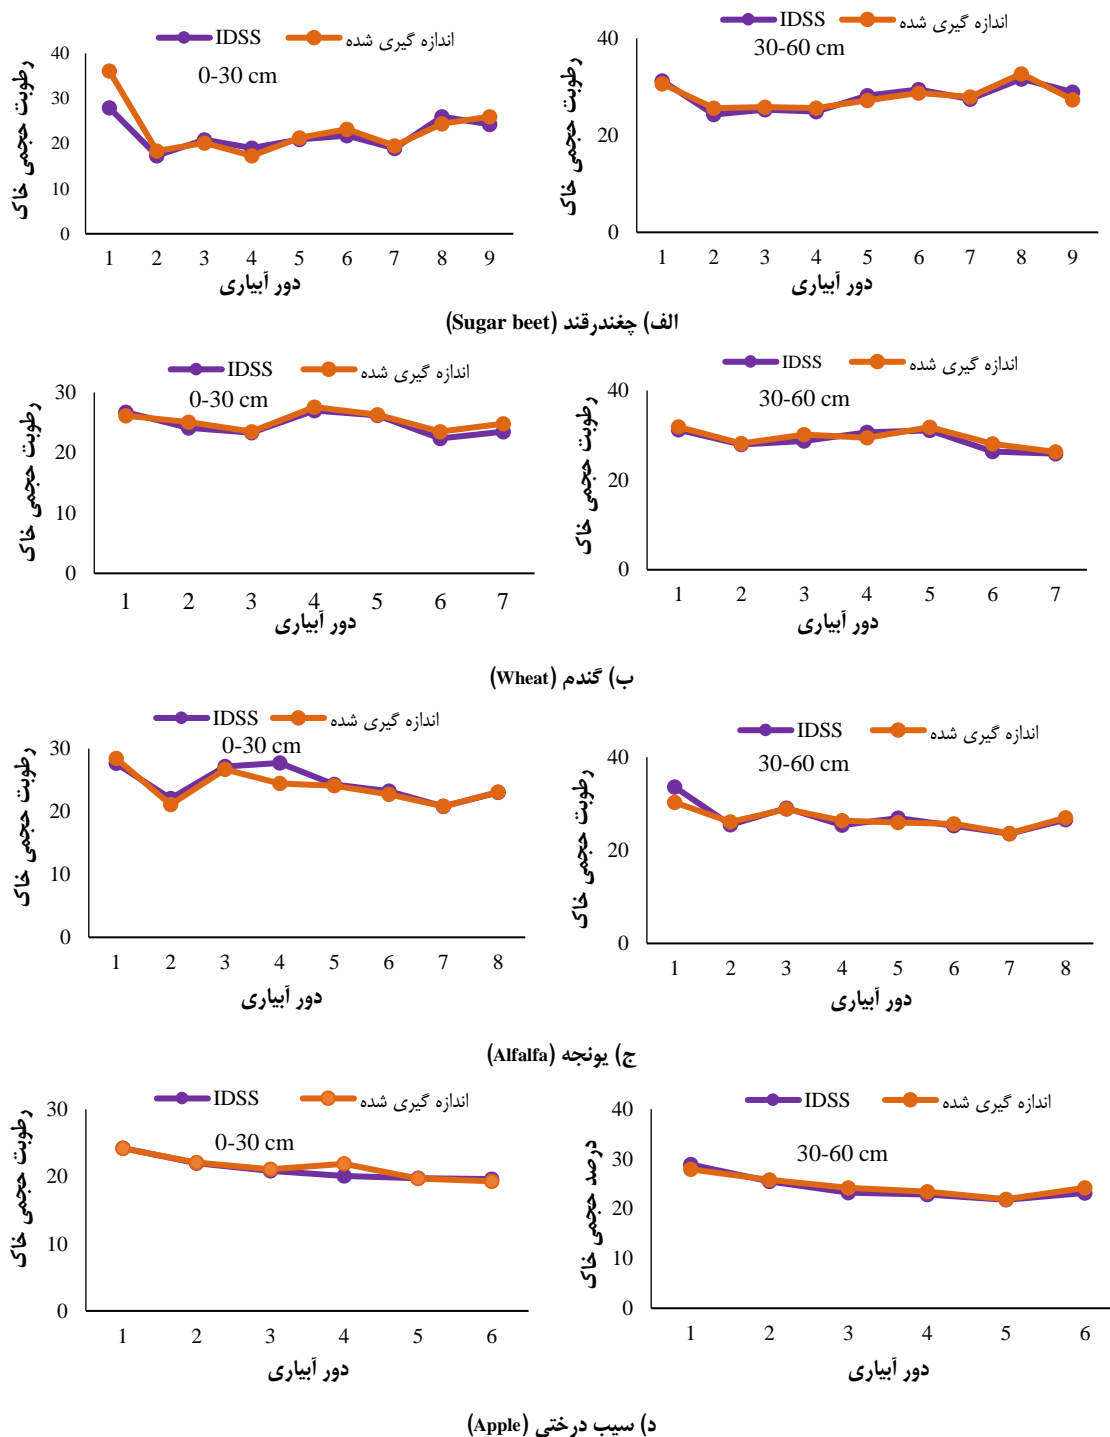 IDSS اندازه گیری شده
0-30 cm
رطوبت حجمی خاک
40
30
20
10
0
1 2 3 4 5 6 7 8 9
دور آبیاری
IDSS اندازه گیری شده
30-60 cm
رطوبت حجمی خاک
40
20
0
1 2 3 4 5 6 7 8 9
دور آبیاری
الف) چغندرقند (Sugar beet)
IDSS اندازه گیری شده
0-30 cm
رطوبت حجمی خاک
30
20
10
0
1 2 3 4 5 6 7
دور آبیاری
IDSS اندازه گیری شده
30-60 cm
رطوبت حجمی خاک
40
20
0
1 2 3 4 5 6 7
دور آبیاری
ب) گندم (Wheat)
IDSS اندازه گیری شده
0-30 cm
رطوبت حجمی خاک
30
20
10
0
1 2 3 4 5 6 7 8
دور آبیاری
IDSS اندازه گیری شده
30-60 cm
رطوبت حجمی خاک
40
20
0
1 2 3 4 5 6 7 8
دور آبیاری
ج) یونجه (Alfalfa)
IDSS اندازه گیری شده
0-30 cm
رطوبت حجمی خاک
30
20
10
0
1 2 3 4 5 6
دور آبیاری
IDSS اندازه گیری شده
30-60 cm
درصد حجمی خاک
40
30
20
10
0
1 2 3 4 5 6
دور آبیاری
د) سیب درختی (Apple)